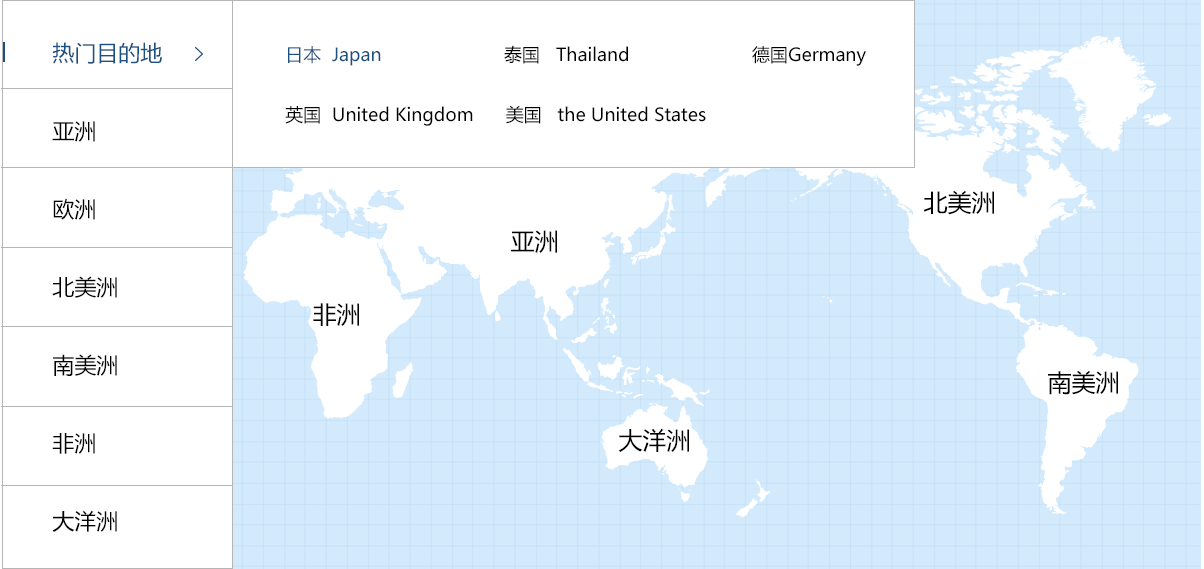 热门目的地
亚洲
欧洲
北美洲
南美洲
非洲
大洋洲
日本 Japan 泰国 Thailand 德国Germany
英国 United Kingdom 美国 the United States
北美洲
亚洲
非洲
南美洲
大洋洲